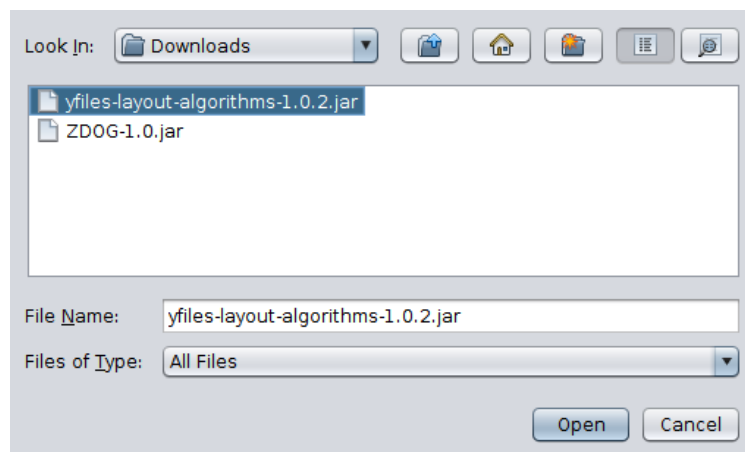 Look In: Downloads
yfiles-layout-algorithms-1.0.2.jar
ZDOG-1.0.jar
File Name: yfiles-layout-algorithms-1.0.2.jar
Files of Type: All Files
Open Cancel